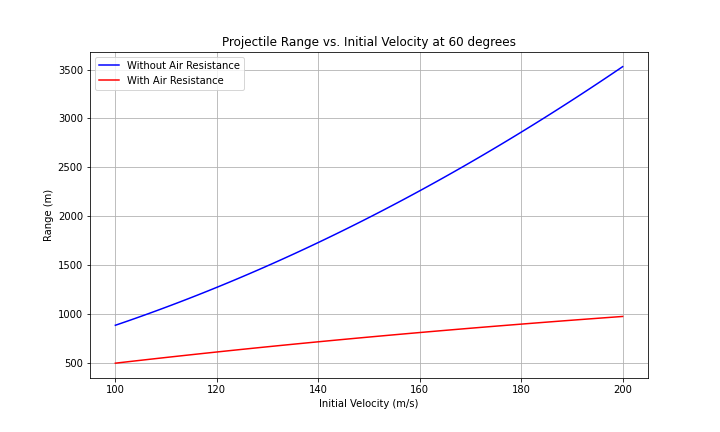 Projectile Range vs. Initial Velocity at 60 degrees
Without Air Resistance
With Air Resistance
Range (m)
3500
3000
2500
2000
1500
1000
500
100 120 140 160 180 200
Initial Velocity (m/s)